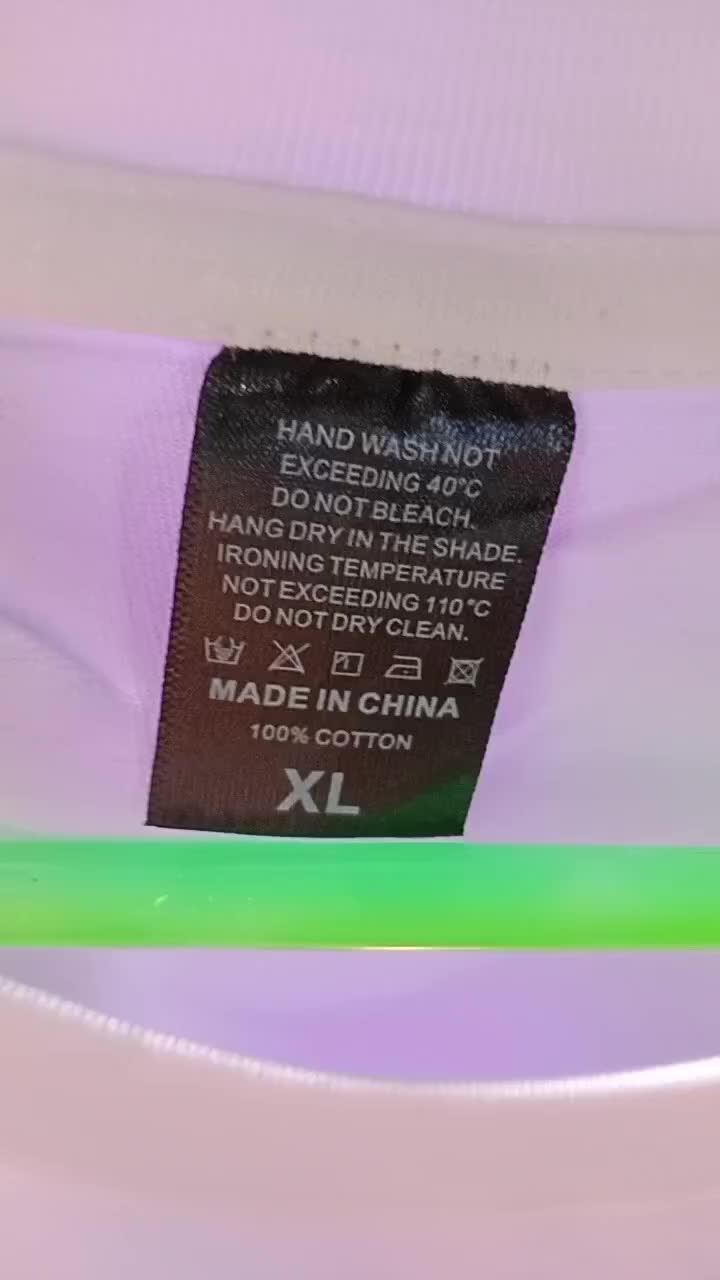 HAND WASH NOT
EXCEEDING 40°C
DO NOT BLEACH.
HANG DRY IN THE SHADE.
IRONING TEMPERATURE
NOT EXCEEDING 110°C
DO NOT DRY CLEAN.
MADE IN CHINA
100% COTTON
XL